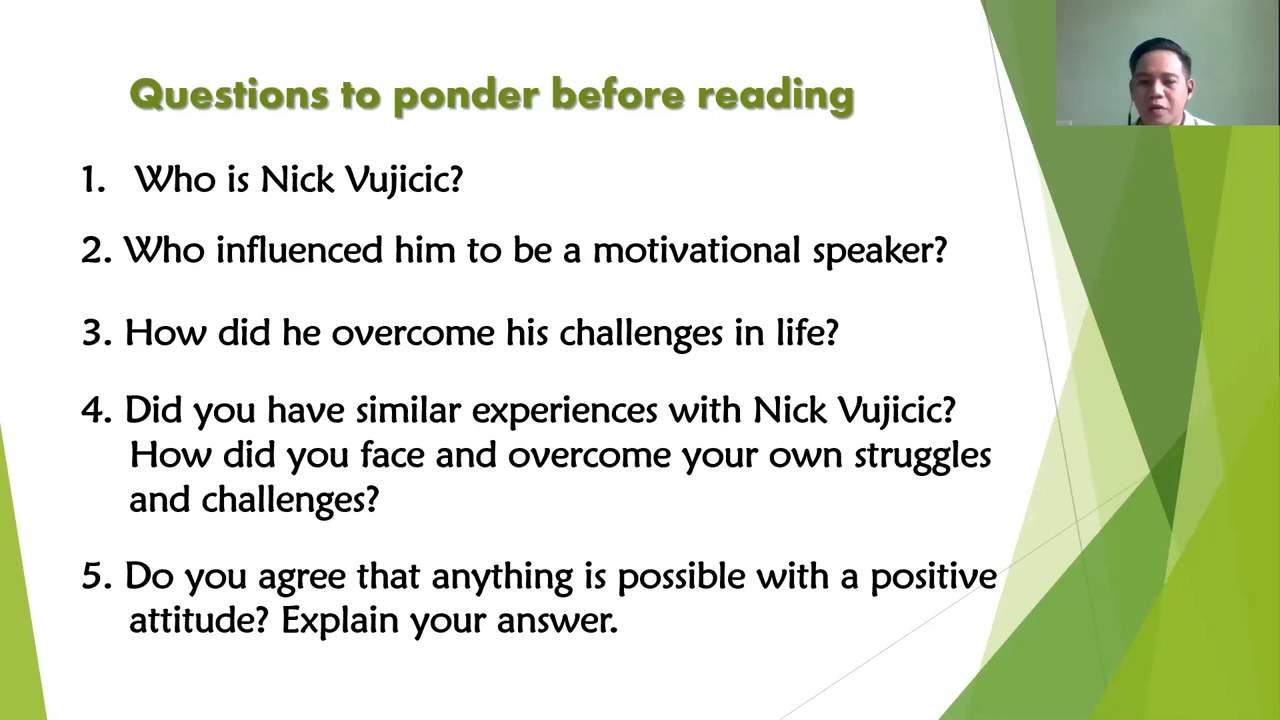 Questions to ponder before reading
1. Who is Nick Vujicic?
2. Who influenced him to be a motivational speaker?
3. How did he overcome his challenges in life?
4. Did you have similar experiences with Nick Vujicic?
How did you face and overcome your own struggles
and challenges?
5. Do you agree that anything is possible with a positive
attitude? Explain your answer.